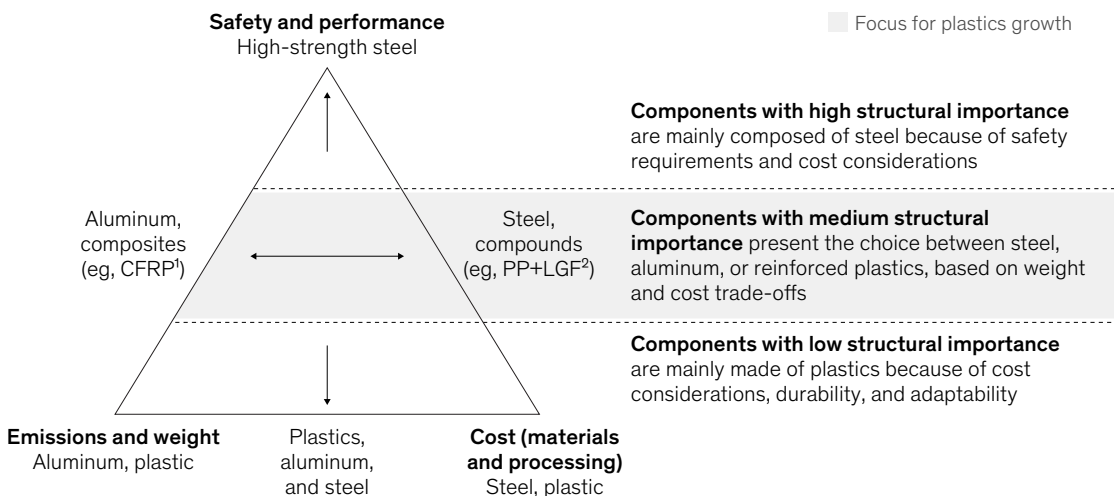 Safety and performance
High-strength steel
Focus for plastics growth
Components with high structural importance
are mainly composed of steel because of safety
requirements and cost considerations
Aluminum,
composites
(eg, CFRP¹)
Steel,
compounds
(eg, PP+LGF²)
Components with medium structural
importance present the choice between steel,
aluminum, or reinforced plastics, based on weight
and cost trade-offs
Components with low structural importance
are mainly made of plastics because of cost
considerations, durability, and adaptability
Emissions and weight
Aluminum, plastic
Plastics,
aluminum,
and steel
Cost (materials
and processing)
Steel, plastic